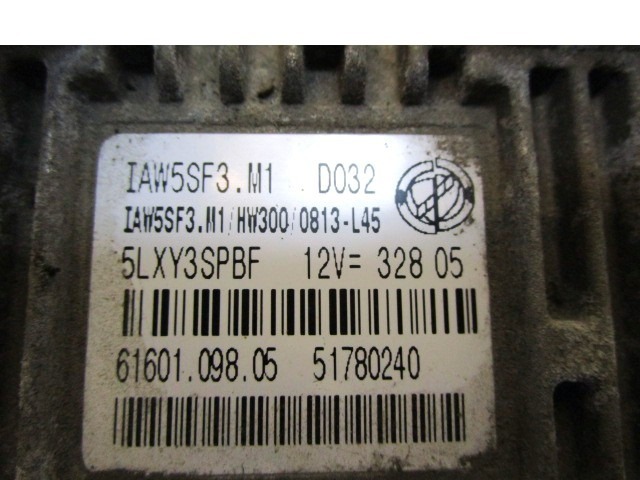 IAW5SF3.M1 D032
IAW5SF3.M1/HW300/0813-L45
5LXY3SPBF 12V= 328 05
61601.098.05 51780240